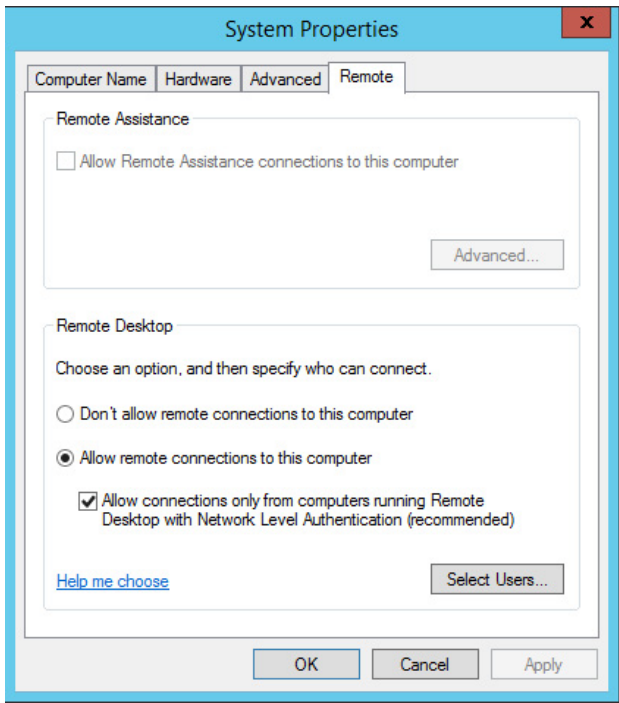 System Properties
x
Computer Name
Hardware
Advanced
Remote
Remote Assistance
Allow Remote Assistance connections to this computer
Advanced...
Remote Desktop
Choose an option, and then specify who can connect.
Don't allow remote connections to this computer
Allow remote connections to this computer
Allow connections only from computers running Remote
Desktop with Network Level Authentication (recommended)
Help me choose
Select Users...
OK
Cancel
Apply